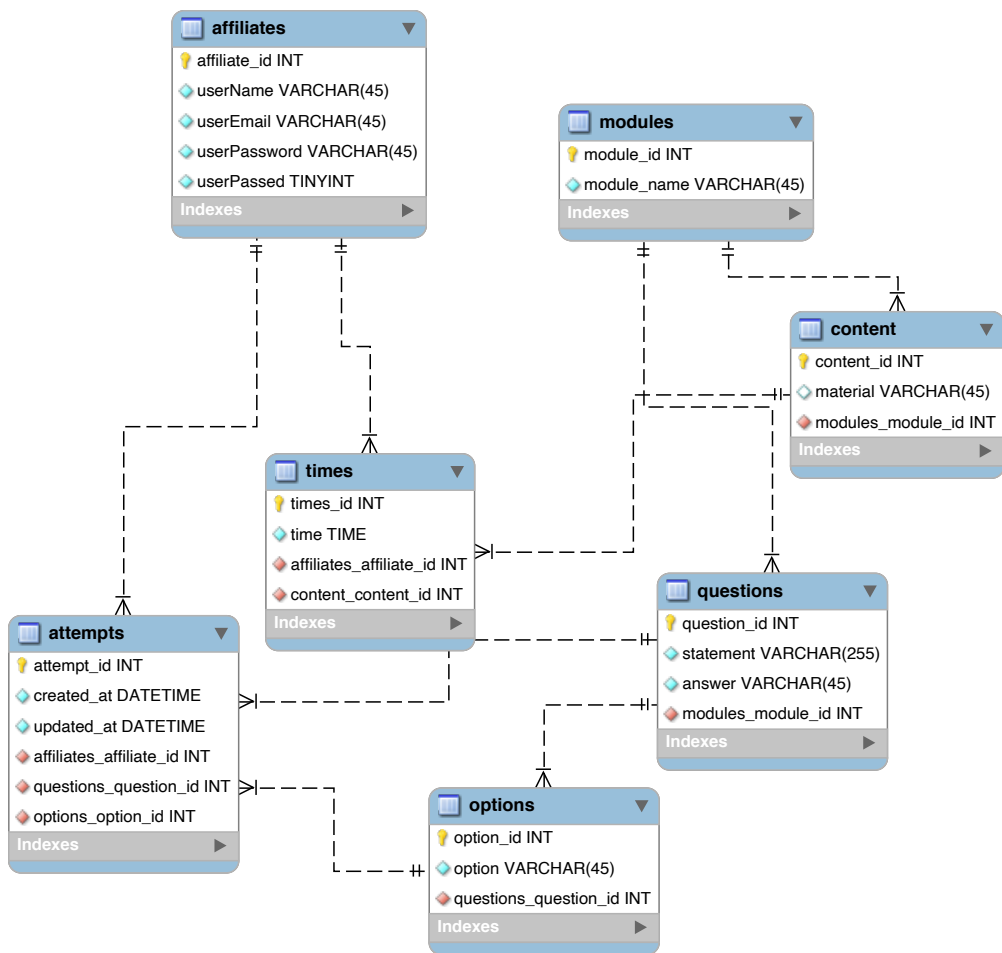 affiliates
affiliate_id INT
userName VARCHAR(45)
userEmail VARCHAR(45)
userPassword VARCHAR(45)
userPassed TINYINT
Indexes
modules
module_id INT
module_name VARCHAR(45)
Indexes
content
content_id INT
material VARCHAR(45)
modules_module_id INT
Indexes
times
times_id INT
time TIME
affiliates_affiliate_id INT
content_content_id INT
Indexes
questions
question_id INT
statement VARCHAR(255)
answer VARCHAR(45)
modules_module_id INT
Indexes
attempts
attempt_id INT
created_at DATETIME
updated_at DATETIME
affiliates_affiliate_id INT
questions_question_id INT
options_option_id INT
Indexes
options
option_id INT
option VARCHAR(45)
questions_question_id INT
Indexes